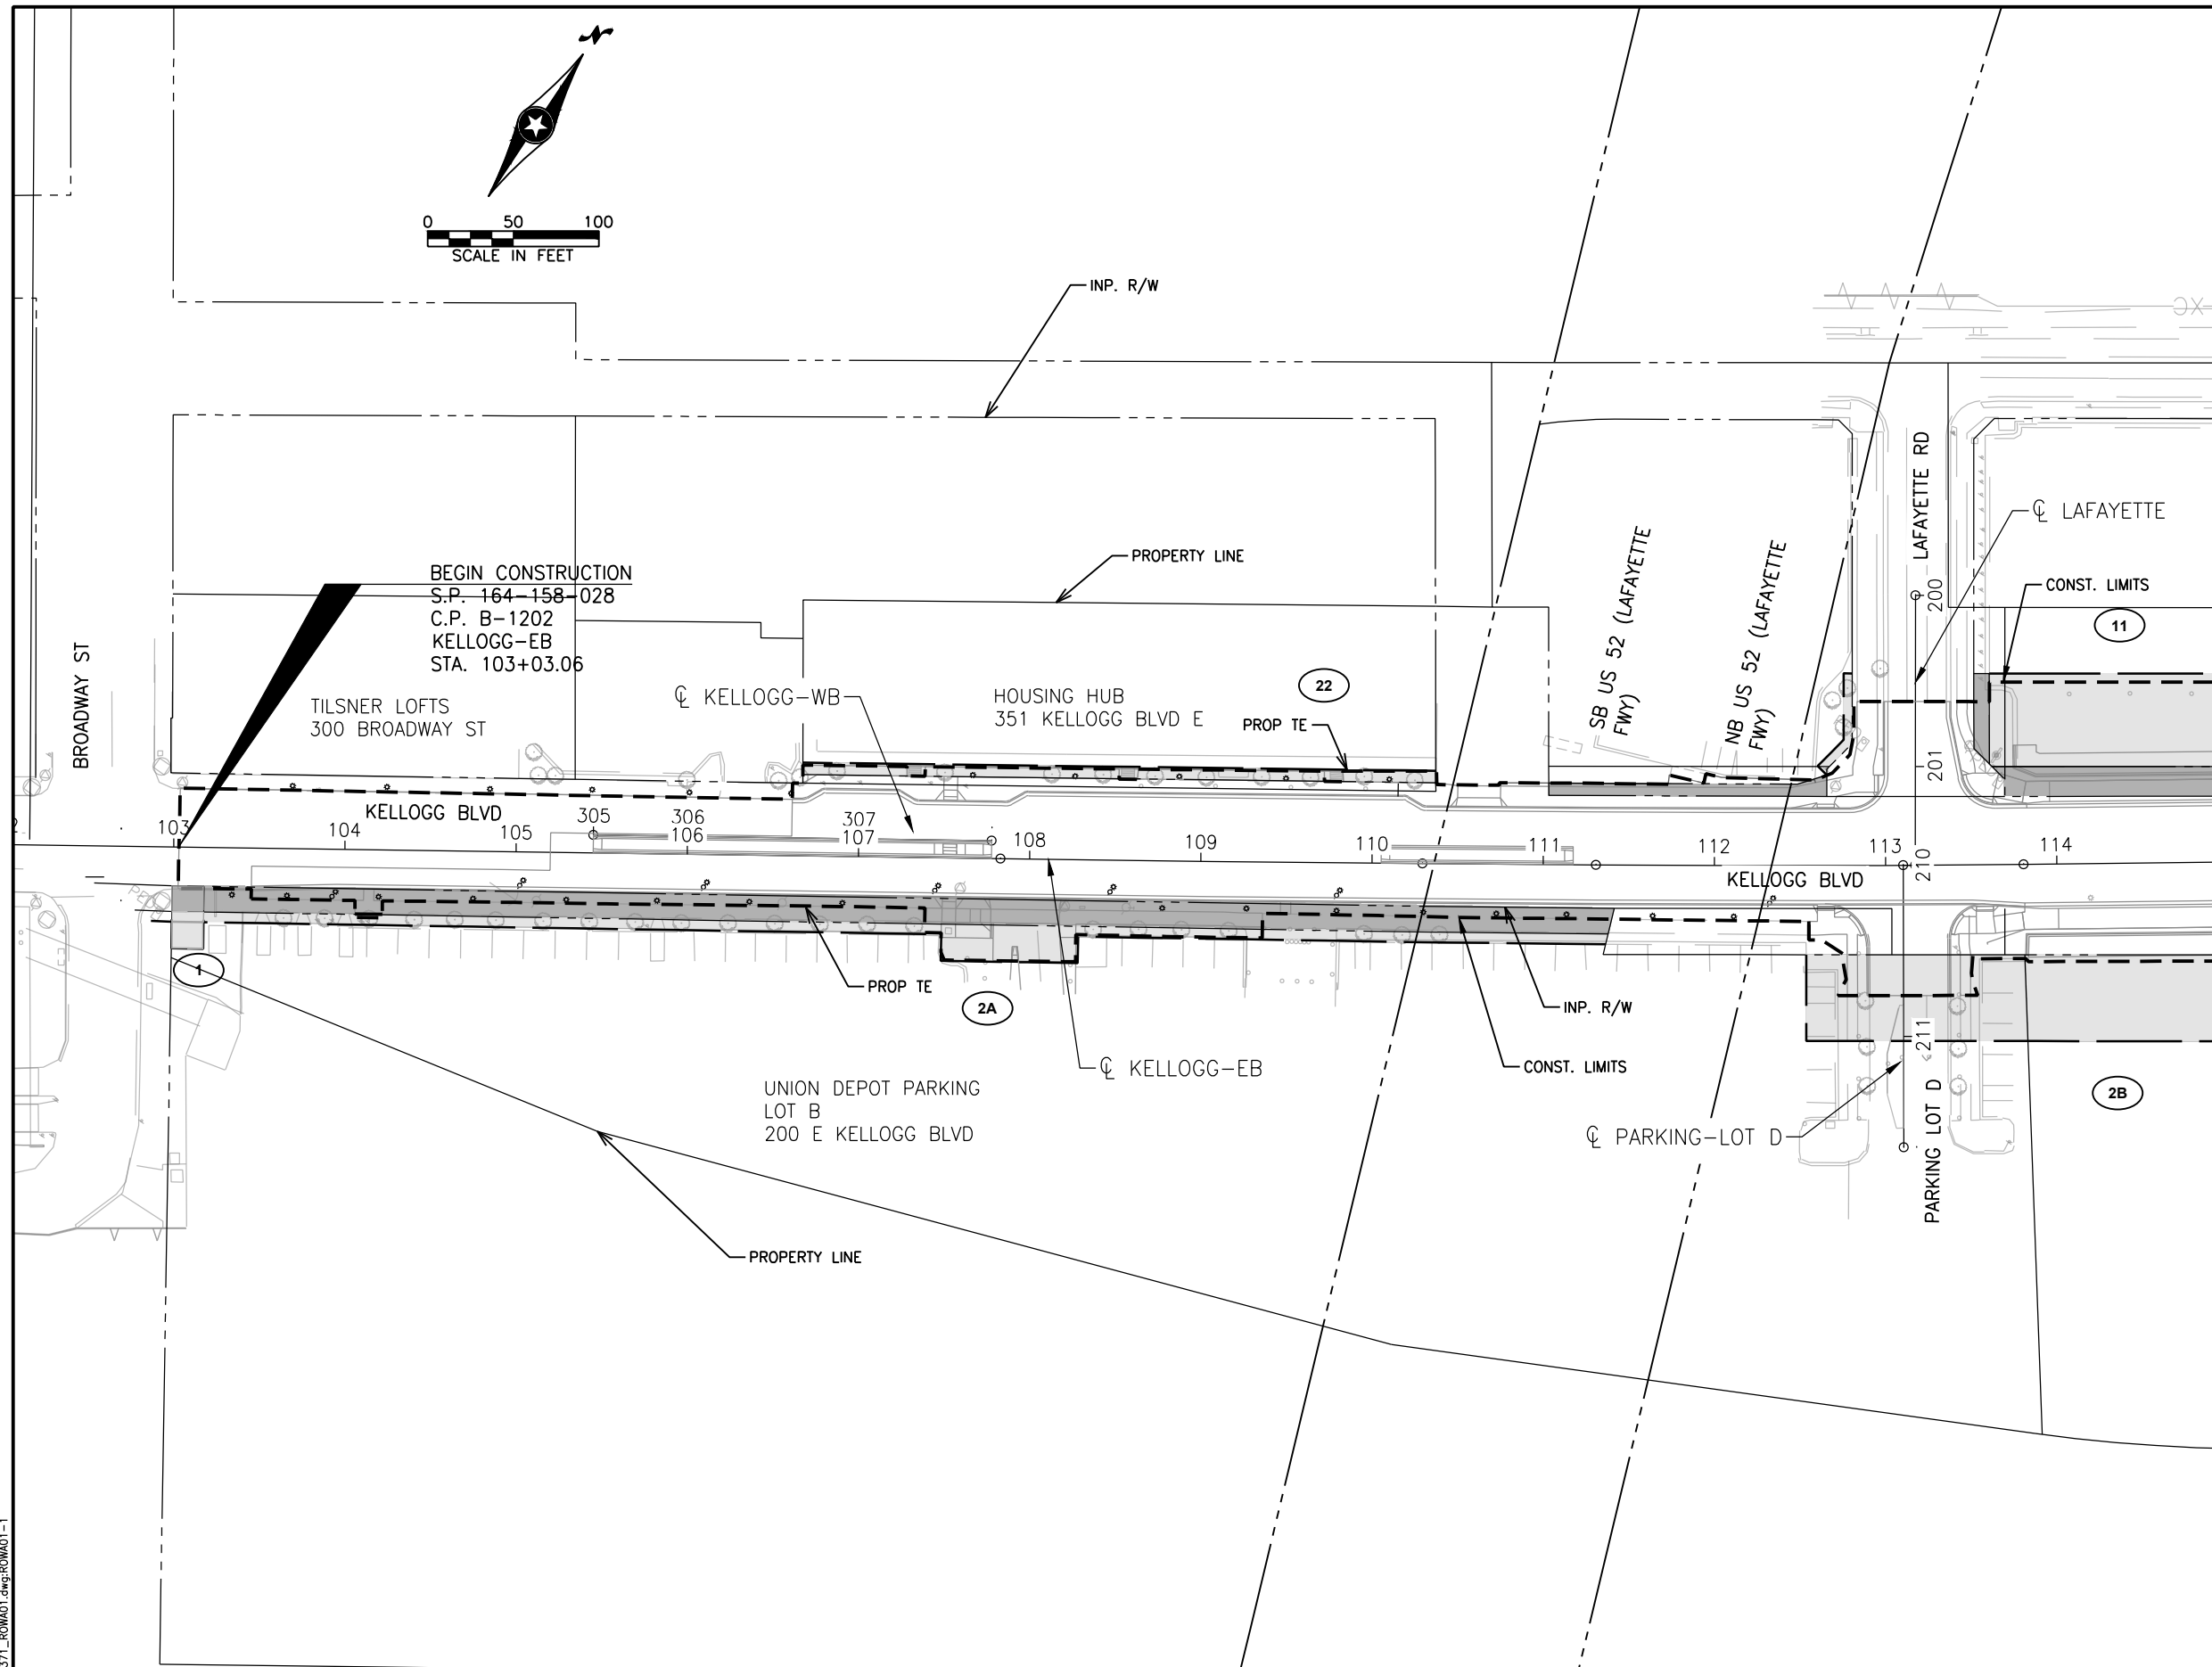 N
0 50 100
SCALE IN FEET
INP. R/W
XC
LAFAYETTE RD
℄ LAFAYETTE
PROPERTY LINE
BEGIN CONSTRUCTION
S.P. 164-158-028
C.P. B-1202
KELLOGG-EB
STA. 103+03.06
SB US 52 (LAFAYETTE
FWY)
NB US 52 (LAFAYETTE
FWY)
200
CONST. LIMITS
11
BROADWAY ST
TILSNER LOFTS
300 BROADWAY ST
℄ KELLOGG-WB
HOUSING HUB
351 KELLOGG BLVD E
22
PROP TE
201
KELLOGG BLVD
305 306 307
103 104 105 106 107 108 109 110 111 112 113 114
210
KELLOGG BLVD
1
PROP TE
2A
INP. R/W
CONST. LIMITS
℄ KELLOGG-EB
211
UNION DEPOT PARKING
LOT B
200 E KELLOGG BLVD
2B
℄ PARKING-LOT D
PARKING LOT D
PROPERTY LINE
371_ROWA01.dwg:ROWA01-1